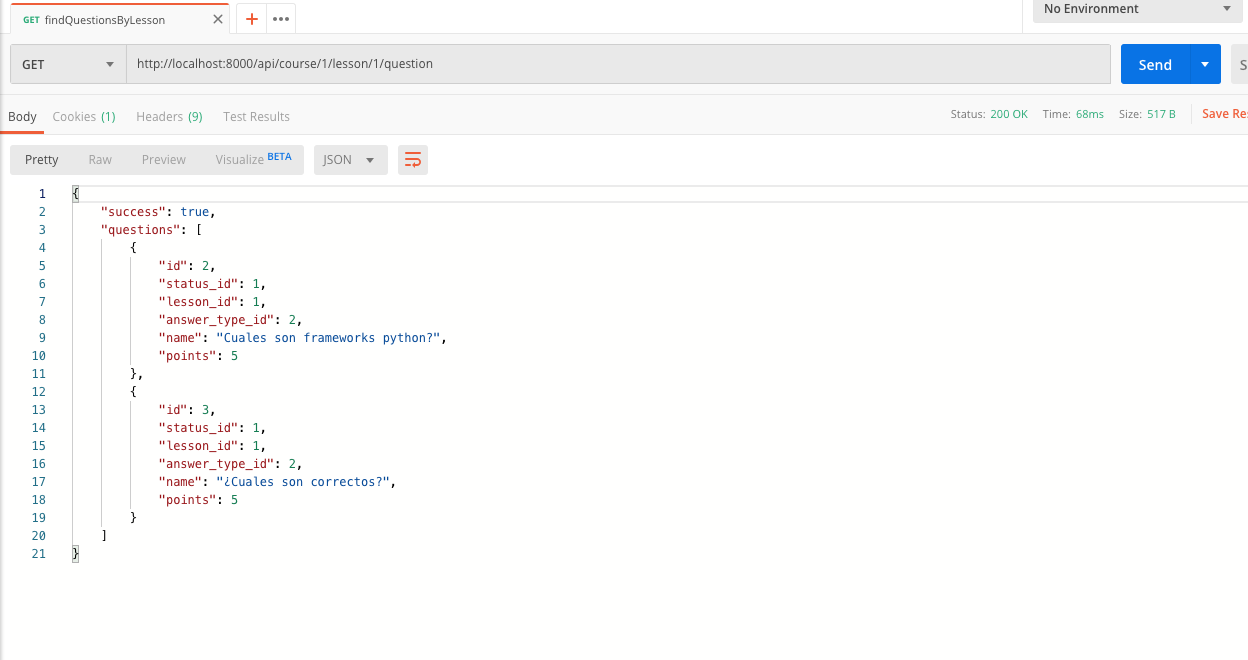 No Environment
GET findQuestionsByLesson
GET http://localhost:8000/api/course/1/lesson/1/question Send S
Body Cookies (1) Headers (9) Test Results Status: 200 OK Time: 68ms Size: 517 B Save Res
Pretty Raw Preview Visualize BETA JSON
1 {
2 "success": true,
3 "questions": [
4 {
5 "id": 2,
6 "status_id": 1,
7 "lesson_id": 1,
8 "answer_type_id": 2,
9 "name": "Cuales son frameworks python?",
10 "points": 5
11 },
12 {
13 "id": 3,
14 "status_id": 1,
15 "lesson_id": 1,
16 "answer_type_id": 2,
17 "name": "¿Cuales son correctos?",
18 "points": 5
19 }
20 ]
21 }